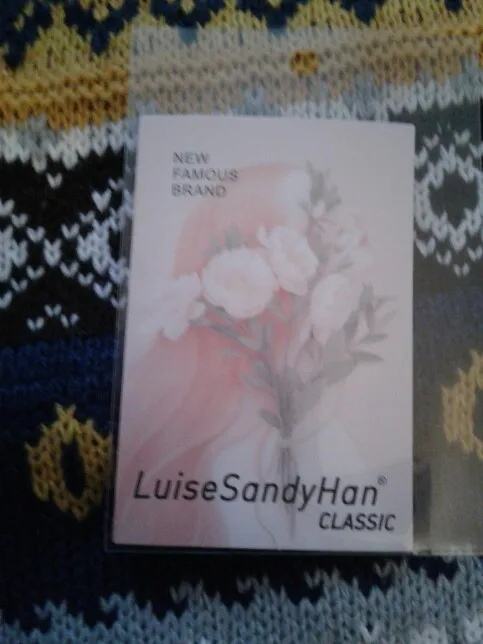 NEW
FAMOUS
BRAND
LuiseSandyHan®
CLASSIC